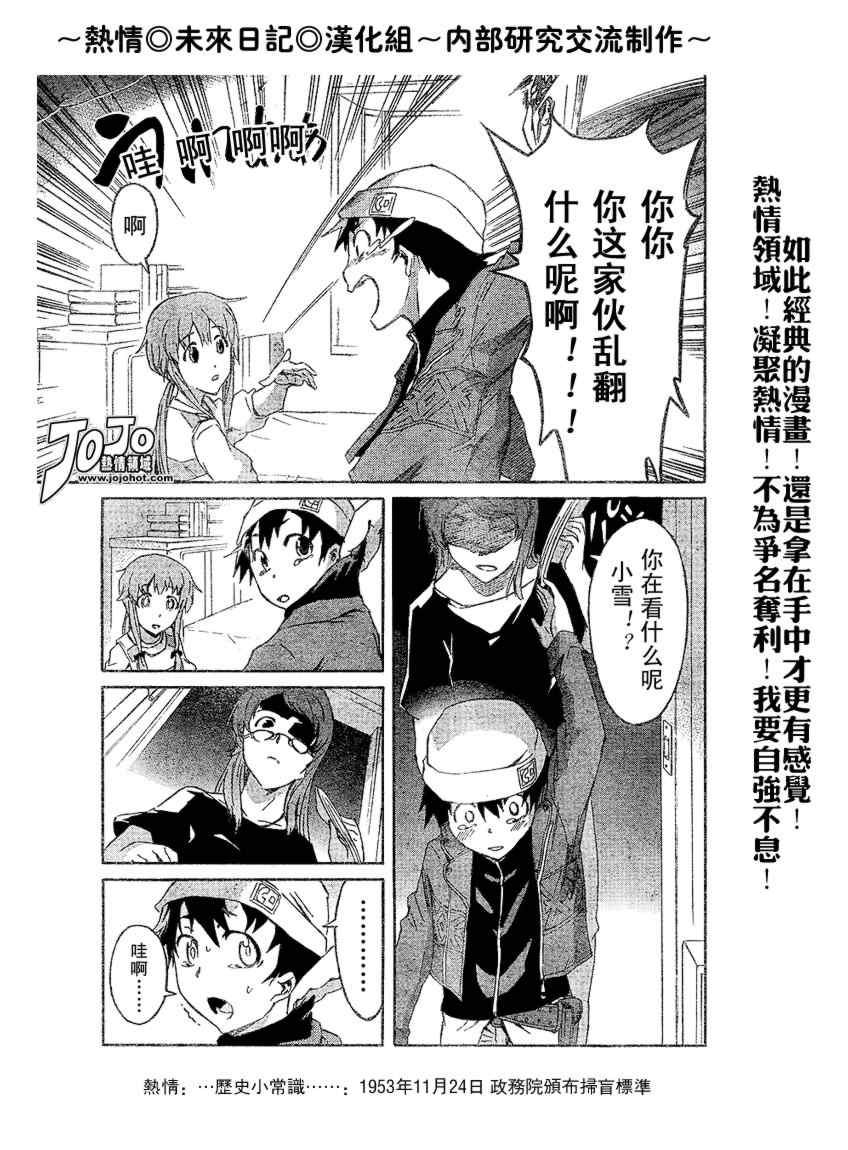 ～熱情◎未來日記◎漢化組～内部研究交流制作～
哇 啊 啊 啊
啊
你你
你这家伙乱翻
什么呢啊！！！
JOJO
熱情領域
www.jojohot.com
你在看什么呢
小雪！？
…………
哇啊……
如此經典的漫畫！還是拿在手中才更有感覺！
熱情領域！凝聚熱情！不為爭名奪利！我要自強不息！
熱情：…歷史小常識……：1953年11月24日 政務院頒布掃盲標準